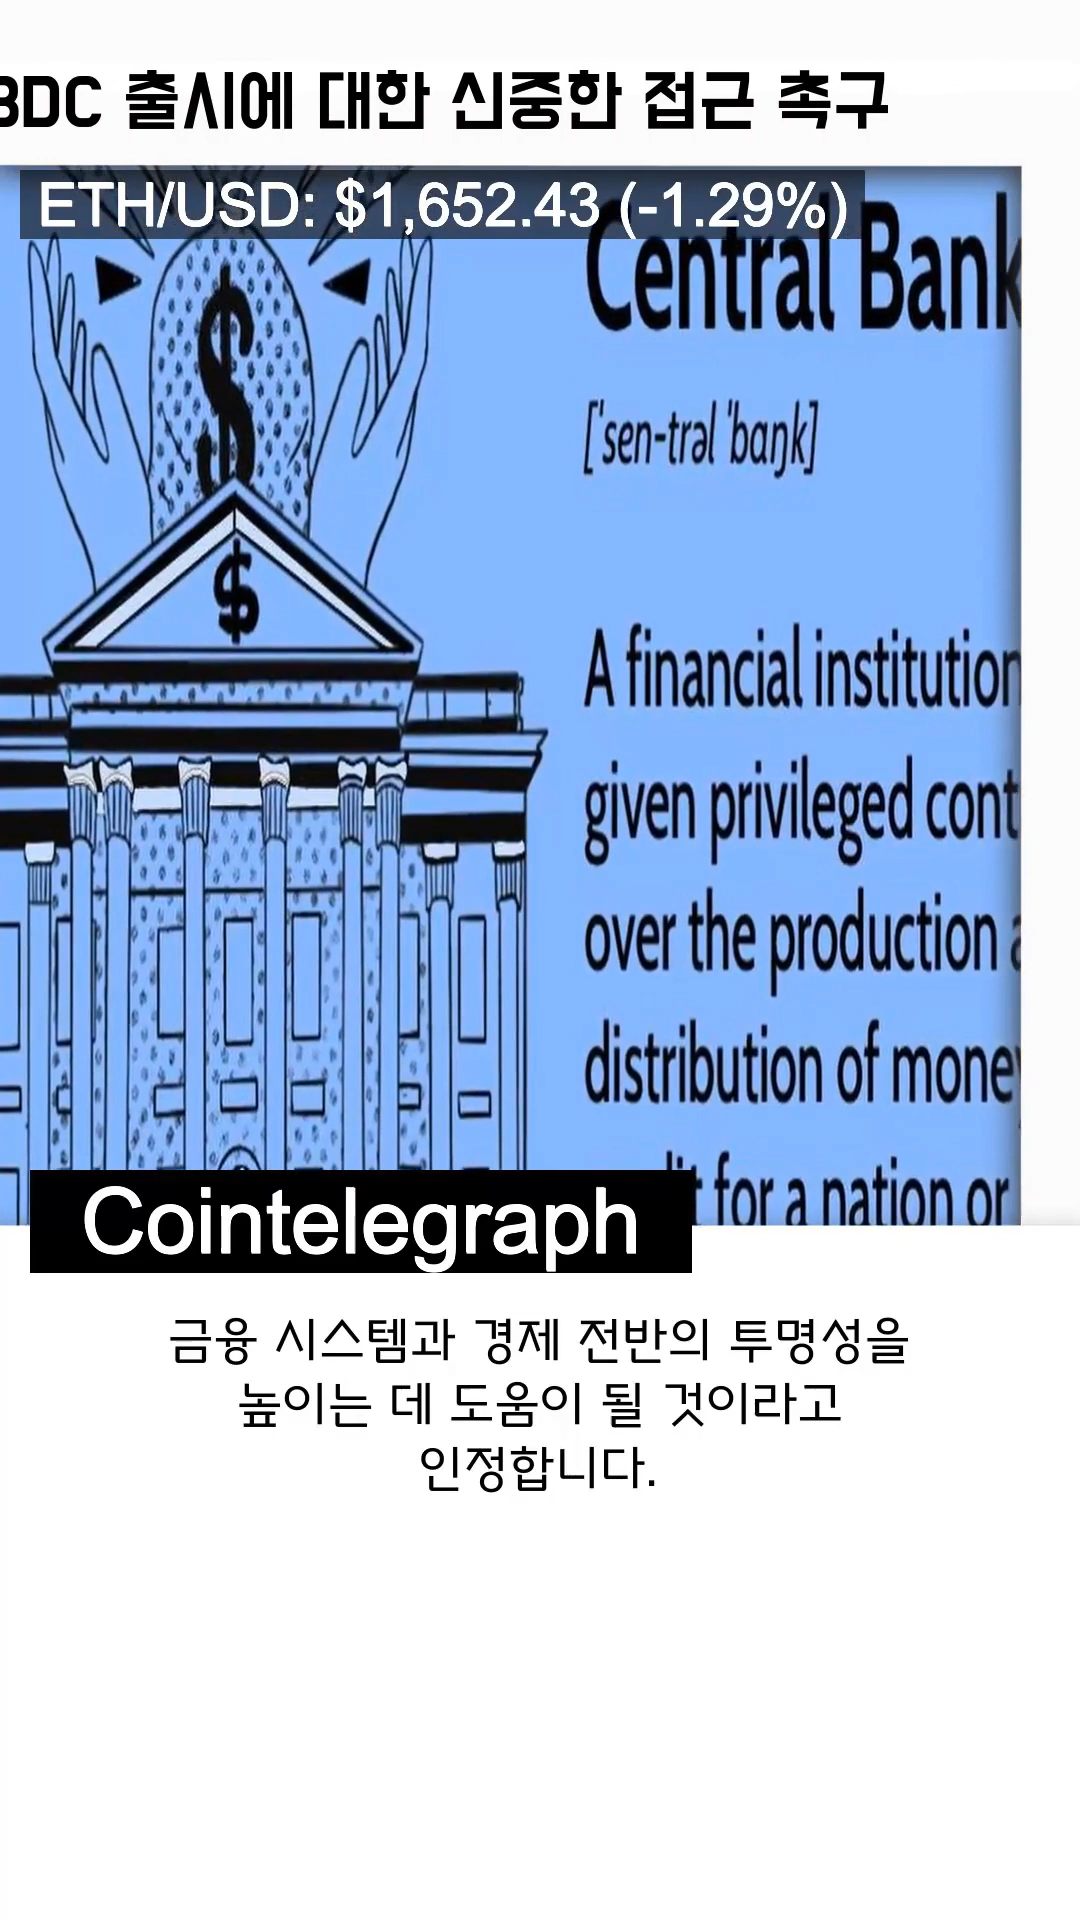 BDC 출시에 대한 신중한 접근 촉구
ETH/USD: $1,652.43 (-1.29%)
Central Bank
['sen-trəl 'bɑŋk]
A financial institution
given privileged cont
over the production a
distribution of money
for a nation or
Cointelegraph
금융 시스템과 경제 전반의 투명성을
높이는 데 도움이 될 것이라고
인정합니다.